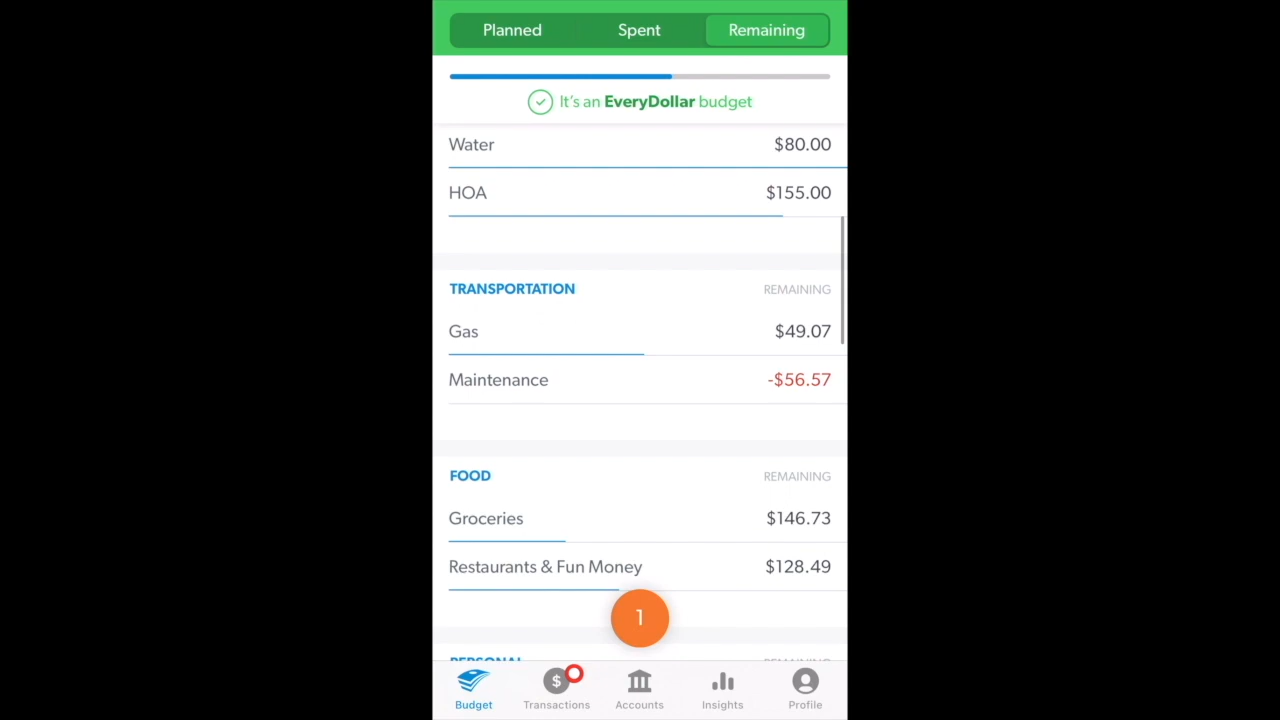 Planned Spent Remaining
It's an EveryDollar budget
Water $80.00
HOA $155.00
TRANSPORTATION REMAINING
Gas $49.07
Maintenance -$56.57
FOOD REMAINING
Groceries $146.73
Restaurants & Fun Money $128.49
1
PERSONAL REMAINING
$
Budget Transactions Accounts Insights Profile